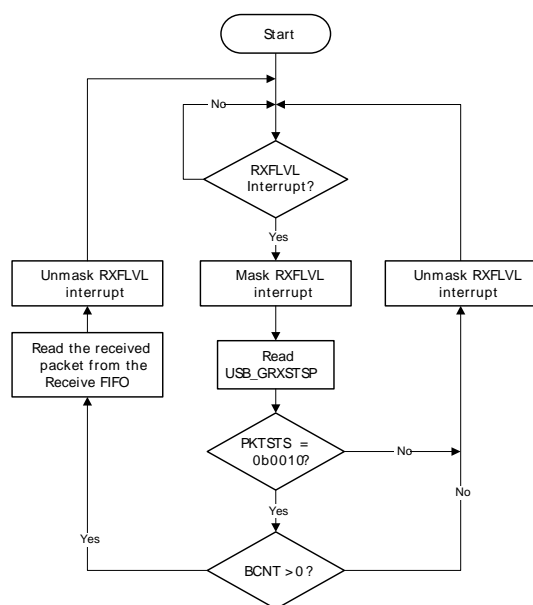 Start
No
RXFLVL
Interrupt?
Yes
Unmask RXFLVL
interrupt
Mask RXFLVL
interrupt
Unmask RXFLVL
interrupt
Read the received
packet from the
Receive FIFO
Read
USB_GRXSTSP
PKTSTS =
0b0010?
No
Yes
No
Yes
BCNT > 0?